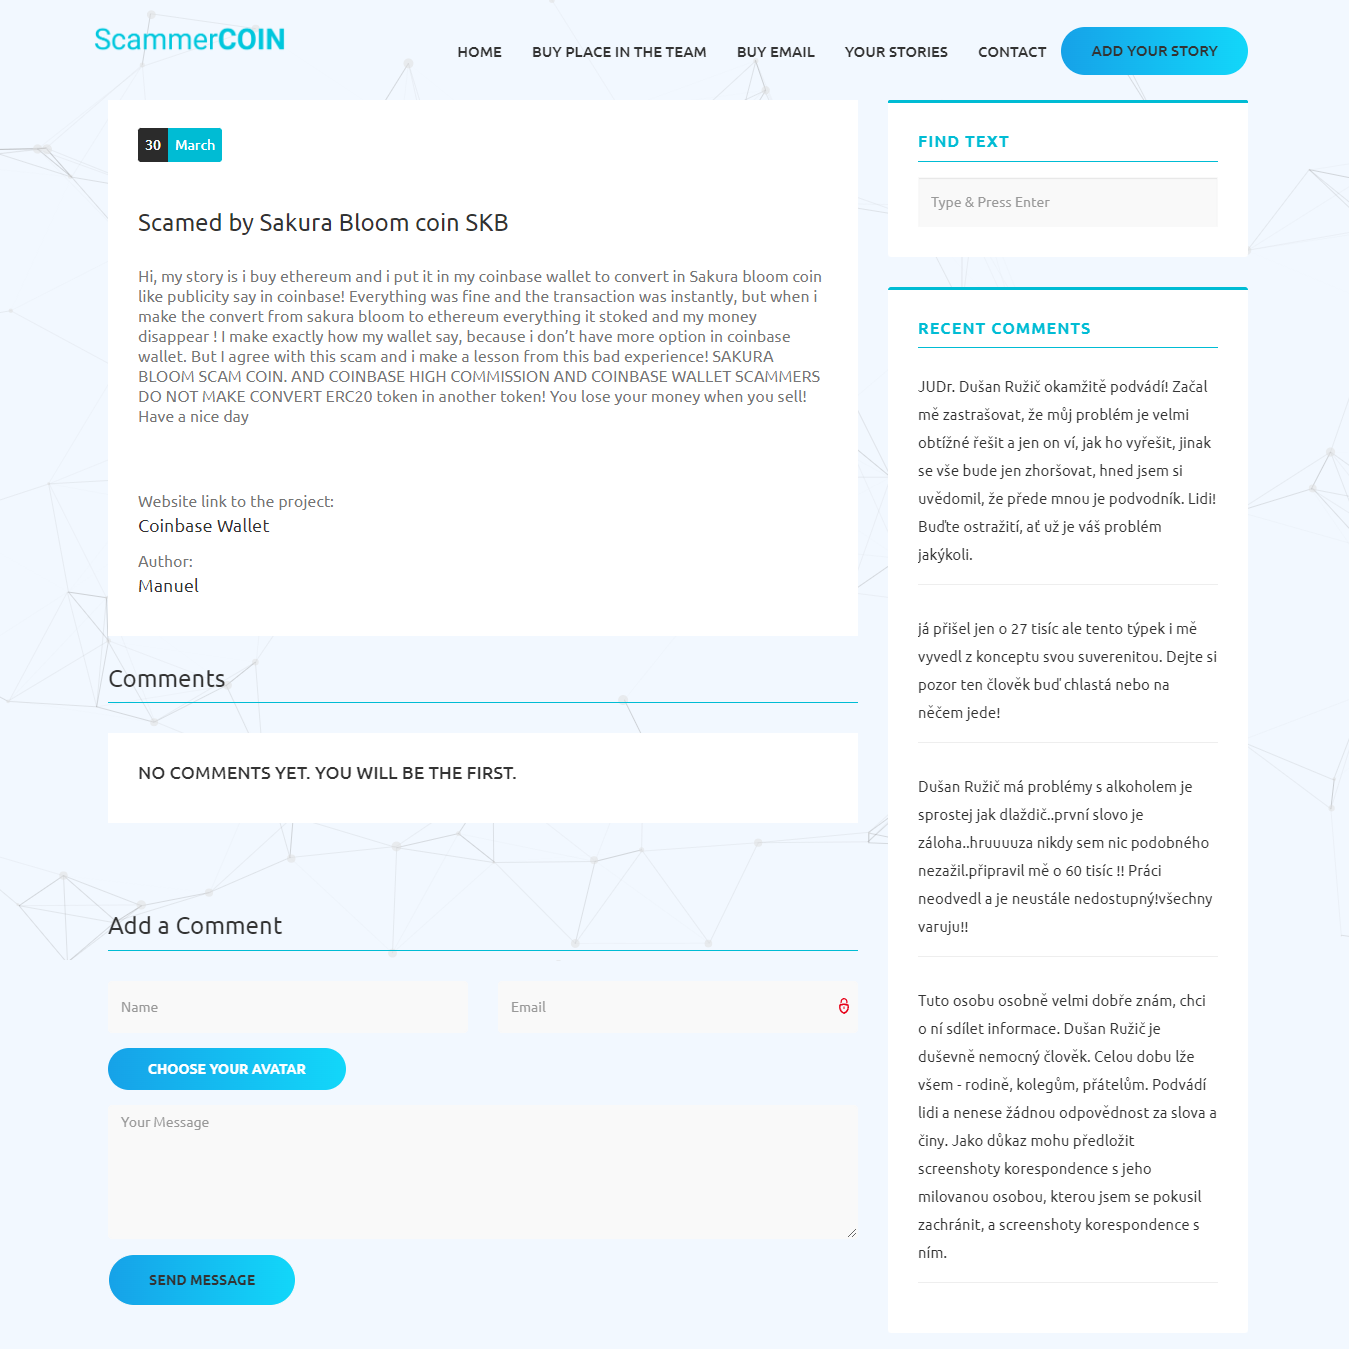 ScammerCOIN
HOME BUY PLACE IN THE TEAM BUY EMAIL YOUR STORIES CONTACT ADD YOUR STORY
30 March
Scamed by Sakura Bloom coin SKB
Hi, my story is i buy ethereum and i put it in my coinbase wallet to convert in Sakura bloom coin
like publicity say in coinbase! Everything was fine and the transaction was instantly, but when i
make the convert from sakura bloom to ethereum everything it stoked and my money
disappear ! I make exactly how my wallet say, because i don’t have more option in coinbase
wallet. But I agree with this scam and i make a lesson from this bad experience! SAKURA
BLOOM SCAM COIN. AND COINBASE HIGH COMMISSION AND COINBASE WALLET SCAMMERS
DO NOT MAKE CONVERT ERC20 token in another token! You lose your money when you sell!
Have a nice day
Website link to the project:
Coinbase Wallet
Author:
Manuel
Comments
NO COMMENTS YET. YOU WILL BE THE FIRST.
Add a Comment
Name
Email
CHOOSE YOUR AVATAR
Your Message
SEND MESSAGE
FIND TEXT
Type & Press Enter
RECENT COMMENTS
JUDr. Dušan Ružič okamžitě podvádí! Začal
mě zastrašovat, že můj problém je velmi
obtížné řešit a jen on ví, jak ho vyřešit, jinak
se vše bude jen zhoršovat, hned jsem si
uvědomil, že přede mnou je podvodník. Lidi!
Buďte ostražití, ať už je váš problém
jakýkoli.
já přišel jen o 27 tisíc ale tento týpek i mě
vyvedl z konceptu svou suverenitou. Dejte si
pozor ten člověk buď chlastá nebo na
něčem jede!
Dušan Ružič má problémy s alkoholem je
sprostej jak dlaždič..první slovo je
záloha..hruuuuza nikdy sem nic podobného
nezažil.připravil mě o 60 tisíc !! Práci
neodvedl a je neustále nedostupný!všechny
varuju!!
Tuto osobu osobně velmi dobře znám, chci
o ní sdílet informace. Dušan Ružič je
duševně nemocný člověk. Celou dobu lže
všem - rodině, kolegům, přátelům. Podvádí
lidi a nenese žádnou odpovědnost za slova a
činy. Jako důkaz mohu předložit
screenshoty korespondence s jeho
milovanou osobou, kterou jsem se pokusil
zachránit, a screenshoty korespondence s
ním.